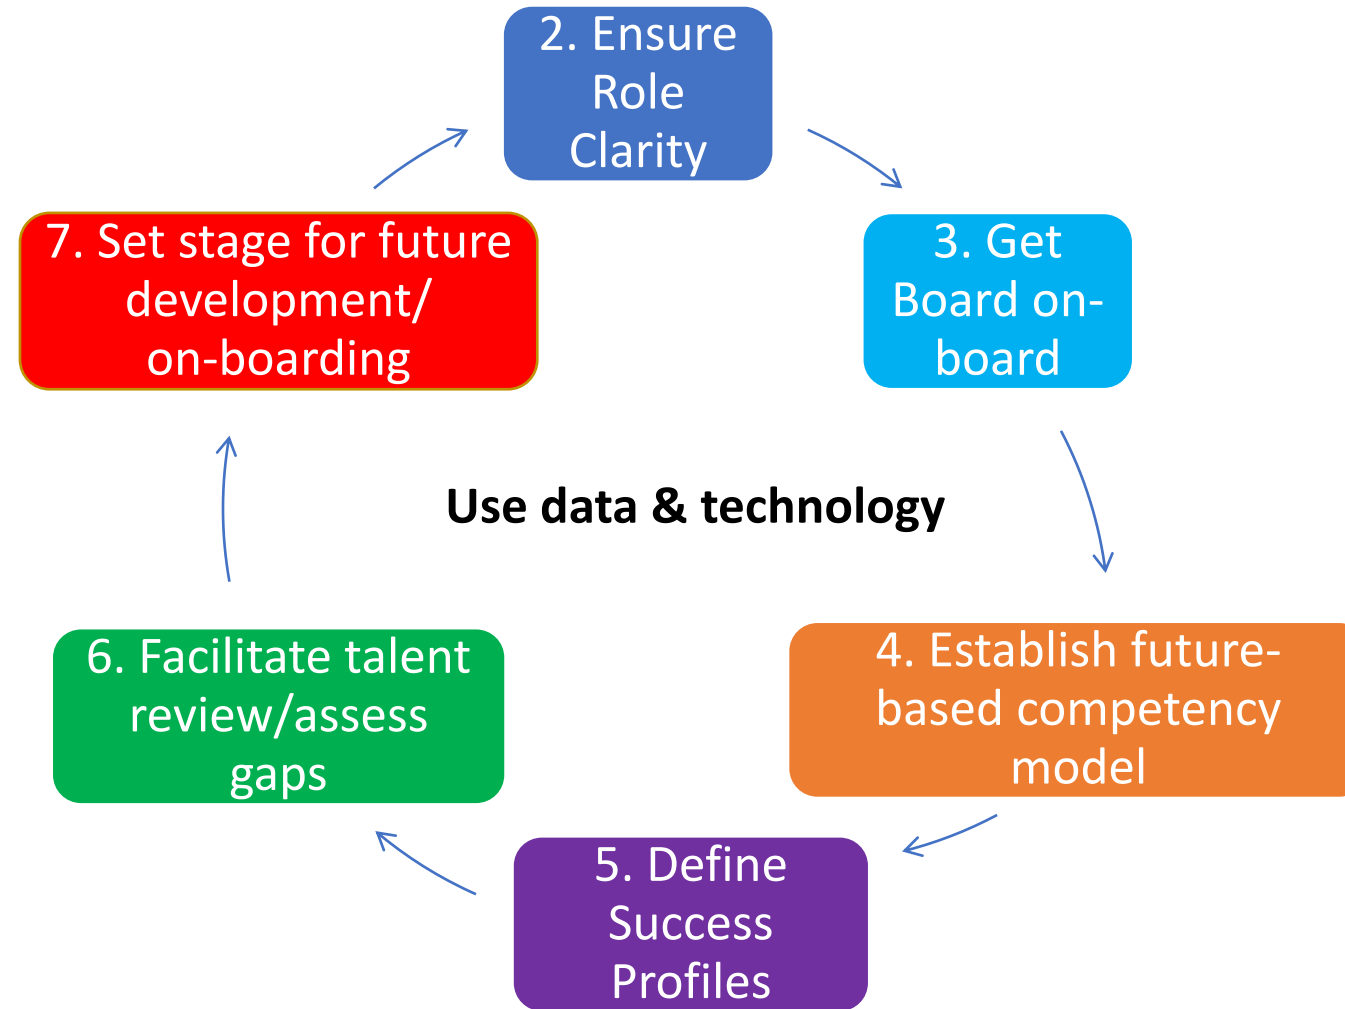 2. Ensure
Role
Clarity
3. Get
Board on-
board
4. Establish future-
based competency
model
5. Define
Success
Profiles
6. Facilitate talent
review/assess
gaps
7. Set stage for future
development/
on-boarding
Use data & technology